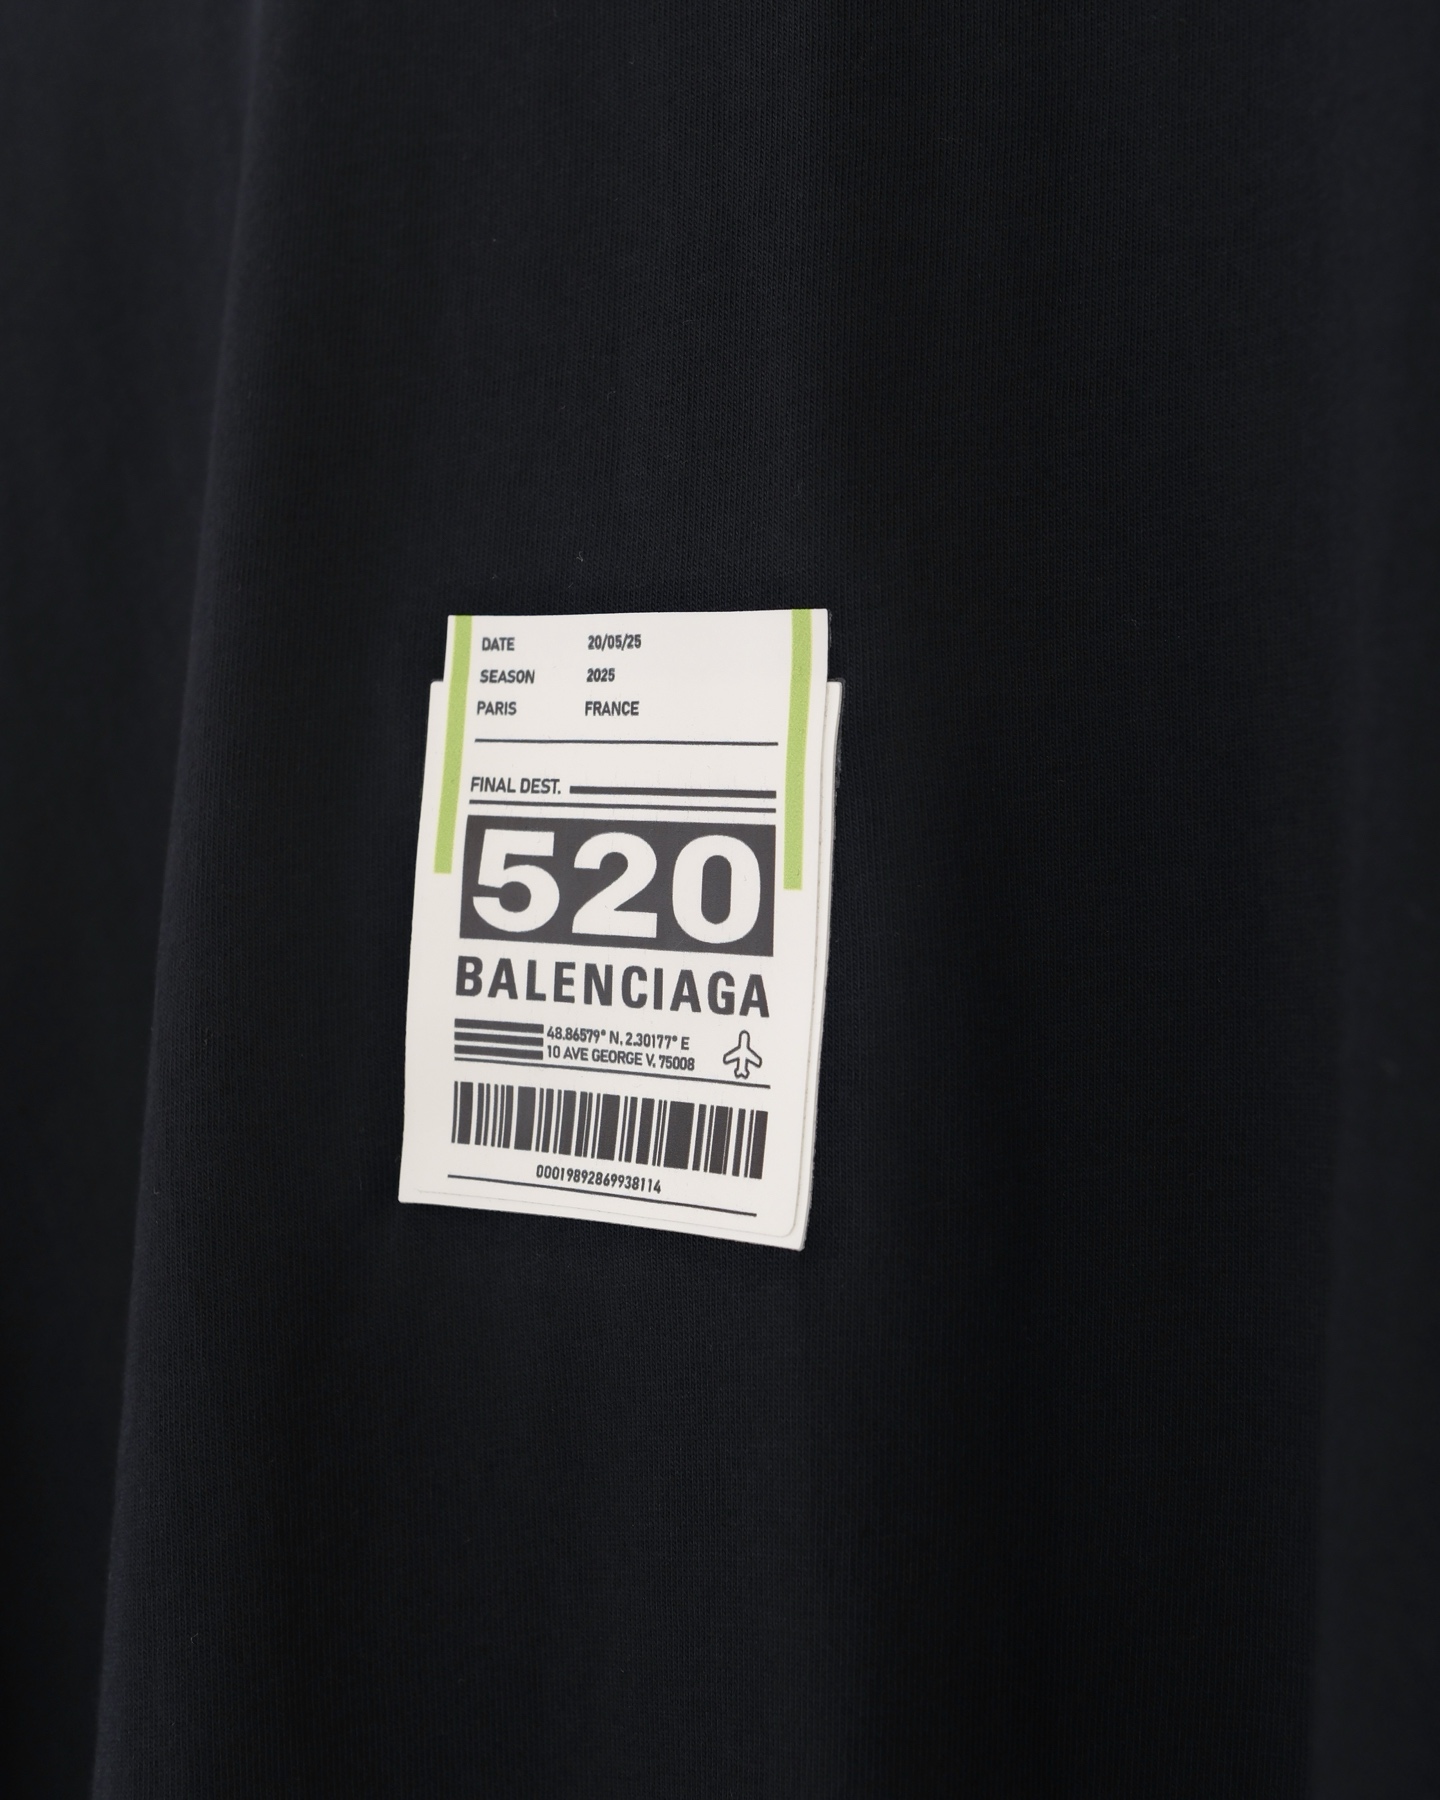 DATE 20/05/25
SEASON 2025
PARIS FRANCE
FINAL DEST.
520
BALENCIAGA
48.86579° N, 2.30177° E
10 AVE GEORGE V, 75008
00019892869938114